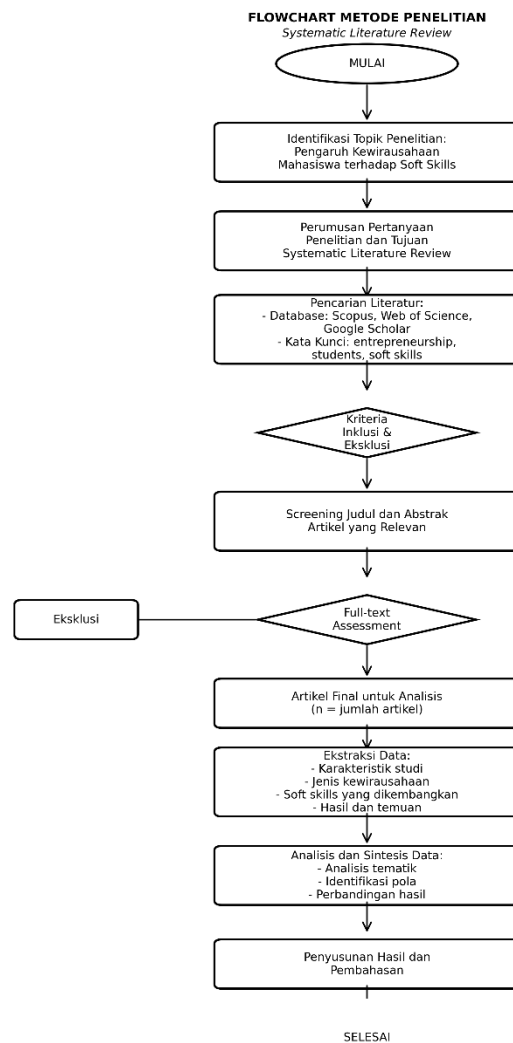 FLOWCHART METODE PENELITIAN
Systematic Literature Review
MULAI
Identifikasi Topik Penelitian:
Pengaruh Kewirausahaan
Mahasiswa terhadap Soft Skills
Perumusan Pertanyaan
Penelitian dan Tujuan
Systematic Literature Review
Pencarian Literatur:
- Database: Scopus, Web of Science,
Google Scholar
- Kata Kunci: entrepreneurship,
students, soft skills
Kriteria
Inklusi &
Eksklusi
Screening Judul dan Abstrak
Artikel yang Relevan
Eksklusi
Full-text
Assessment
Artikel Final untuk Analisis
(n = jumlah artikel)
Ekstraksi Data:
- Karakteristik studi
- Jenis kewirausahaan
- Soft skills yang dikembangkan
- Hasil dan temuan
Analisis dan Sintesis Data:
- Analisis tematik
- Identifikasi pola
- Perbandingan hasil
Penyusunan Hasil dan
Pembahasan
SELESAI